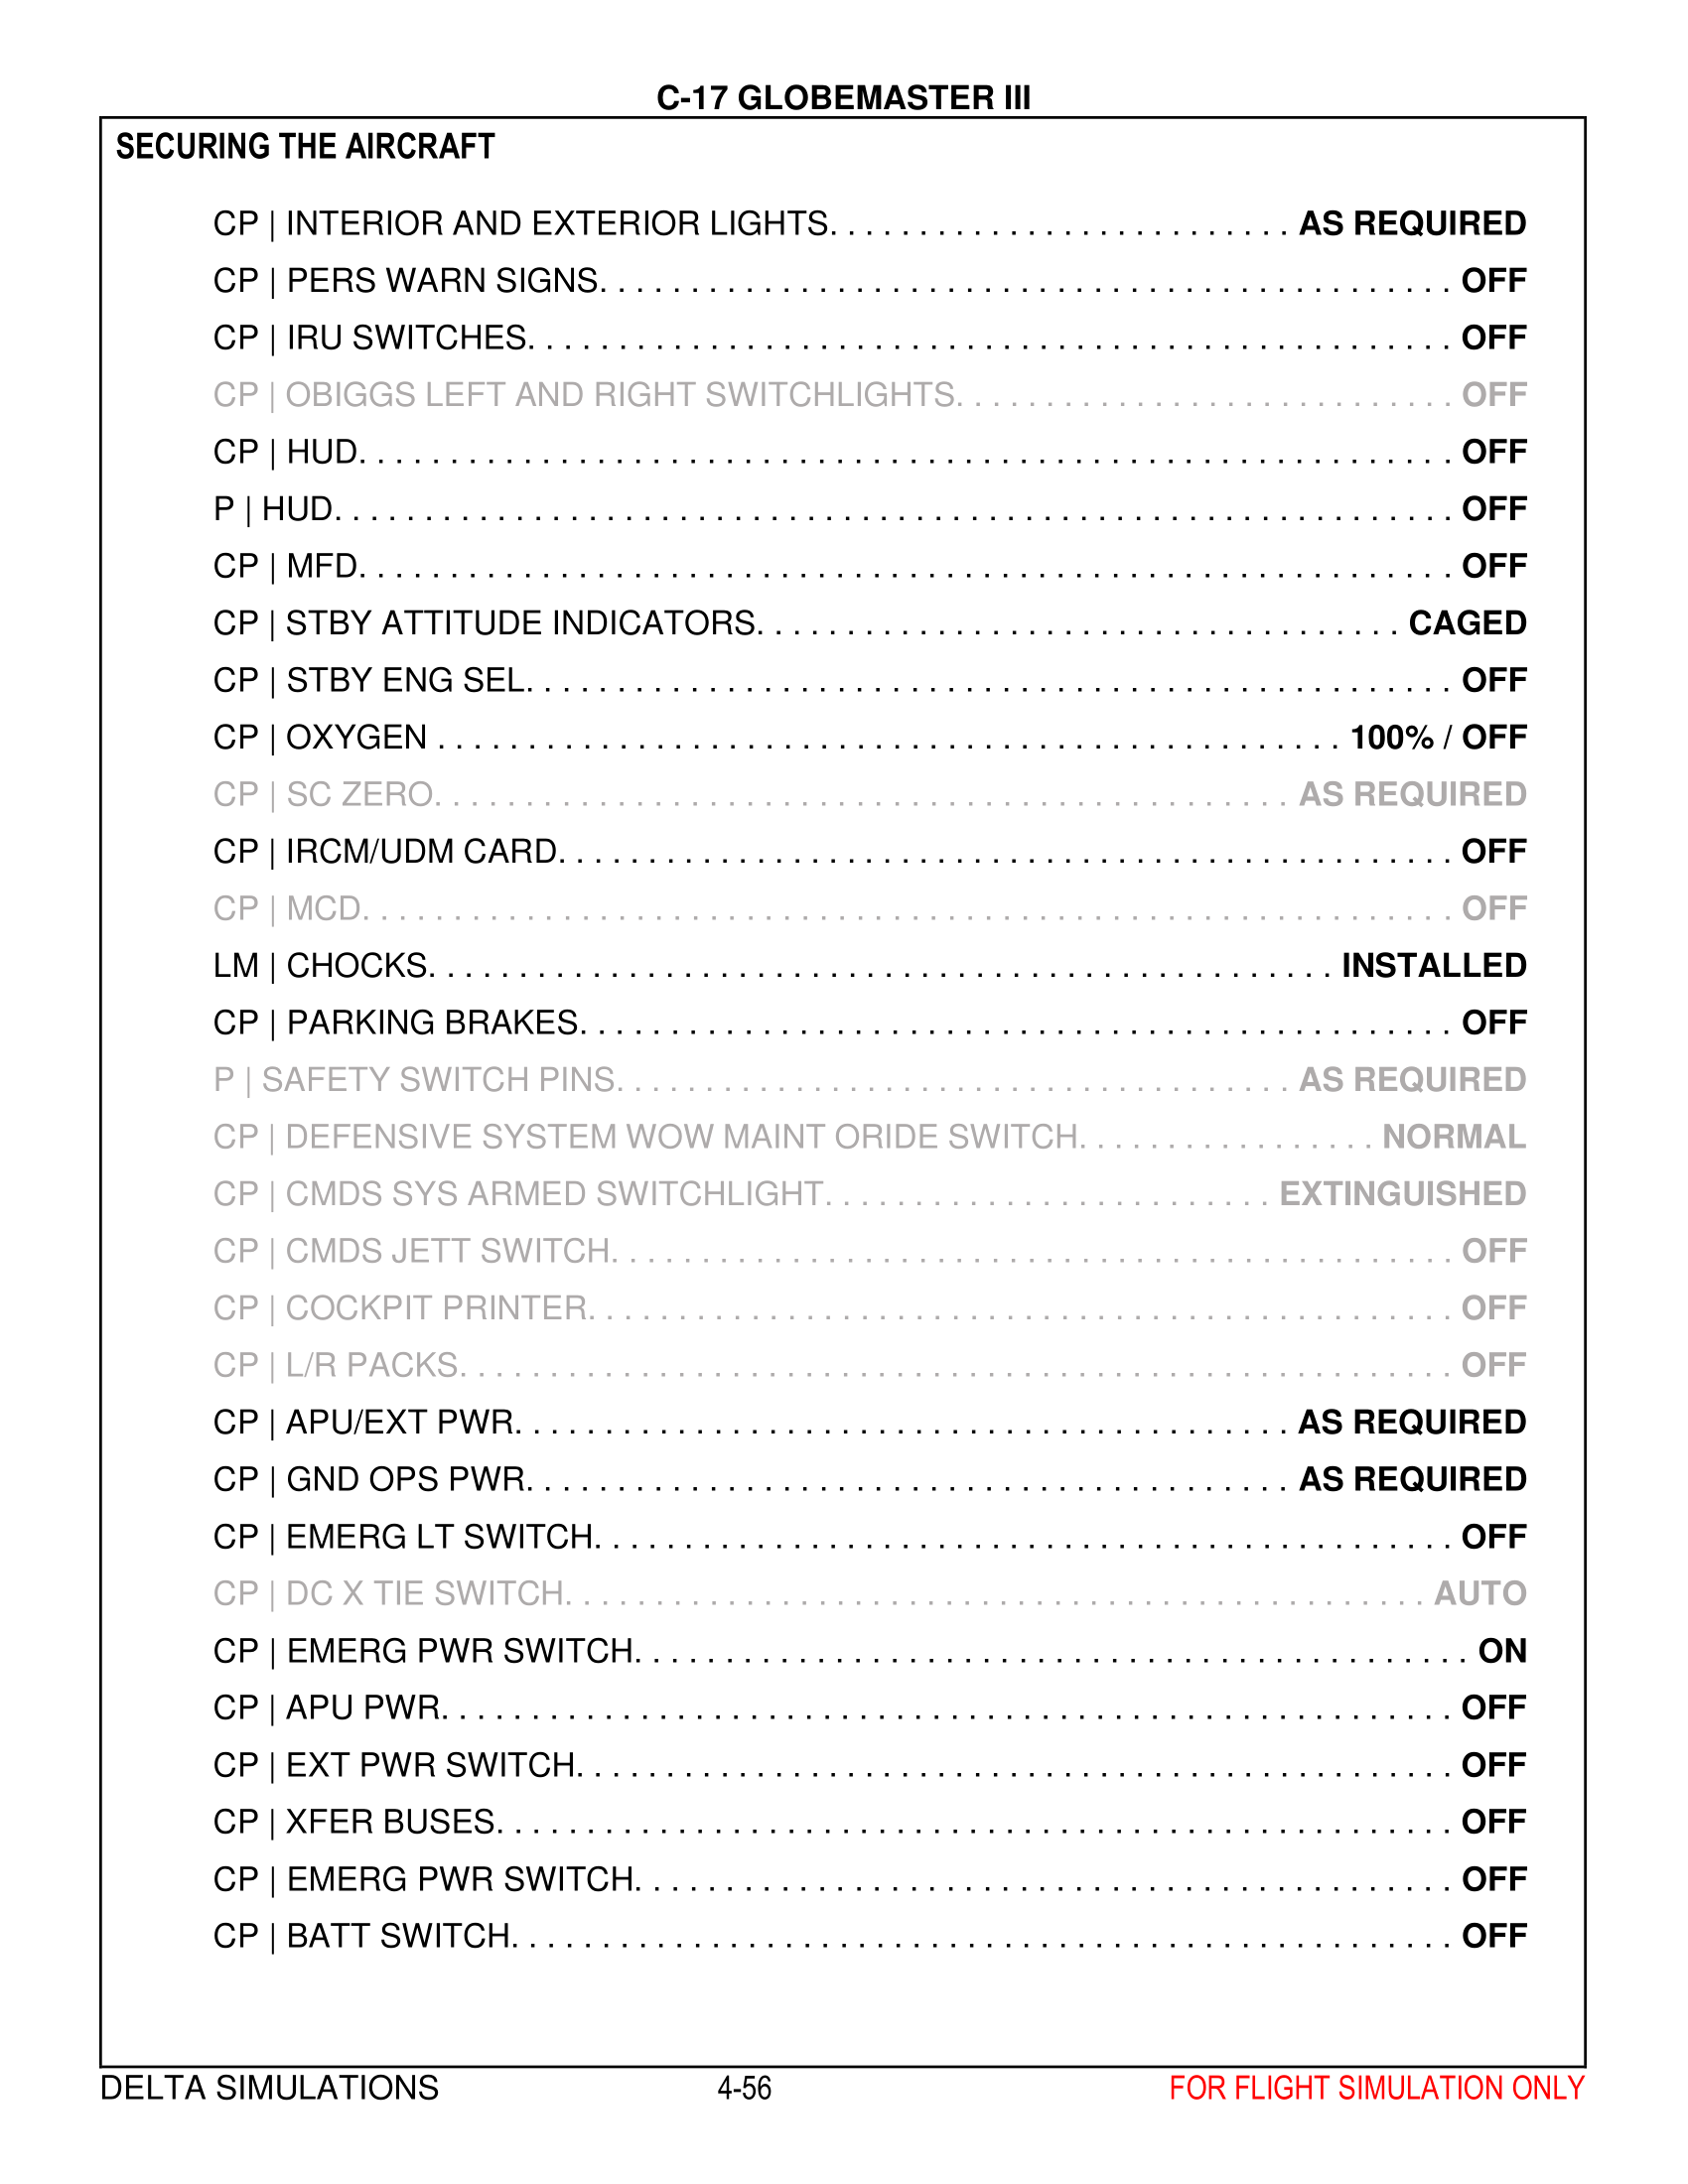 C-17 GLOBEMASTER III
SECURING THE AIRCRAFT
CP | INTERIOR AND EXTERIOR LIGHTS. . . . . . . . . . . . . . . . . . . . . . . . . . AS REQUIRED
CP | PERS WARN SIGNS. . . . . . . . . . . . . . . . . . . . . . . . . . . . . . . . . . . . . . . . . . . . . . . OFF
CP | IRU SWITCHES. . . . . . . . . . . . . . . . . . . . . . . . . . . . . . . . . . . . . . . . . . . . . . . . . . . OFF
CP | OBIGGS LEFT AND RIGHT SWITCHLIGHTS. . . . . . . . . . . . . . . . . . . . . . . . . . . . OFF
CP | HUD. . . . . . . . . . . . . . . . . . . . . . . . . . . . . . . . . . . . . . . . . . . . . . . . . . . . . . . . . . . . . OFF
P | HUD. . . . . . . . . . . . . . . . . . . . . . . . . . . . . . . . . . . . . . . . . . . . . . . . . . . . . . . . . . . . . . OFF
CP | MFD. . . . . . . . . . . . . . . . . . . . . . . . . . . . . . . . . . . . . . . . . . . . . . . . . . . . . . . . . . . . . OFF
CP | STBY ATTITUDE INDICATORS. . . . . . . . . . . . . . . . . . . . . . . . . . . . . . . . . . . . CAGED
CP | STBY ENG SEL. . . . . . . . . . . . . . . . . . . . . . . . . . . . . . . . . . . . . . . . . . . . . . . . . . . OFF
CP | OXYGEN . . . . . . . . . . . . . . . . . . . . . . . . . . . . . . . . . . . . . . . . . . . . . . . . . . 100% / OFF
CP | SC ZERO. . . . . . . . . . . . . . . . . . . . . . . . . . . . . . . . . . . . . . . . . . . . . . . . AS REQUIRED
CP | IRCM/UDM CARD. . . . . . . . . . . . . . . . . . . . . . . . . . . . . . . . . . . . . . . . . . . . . . . . . . OFF
CP | MCD. . . . . . . . . . . . . . . . . . . . . . . . . . . . . . . . . . . . . . . . . . . . . . . . . . . . . . . . . . . . . OFF
LM | CHOCKS. . . . . . . . . . . . . . . . . . . . . . . . . . . . . . . . . . . . . . . . . . . . . . . . . . INSTALLED
CP | PARKING BRAKES. . . . . . . . . . . . . . . . . . . . . . . . . . . . . . . . . . . . . . . . . . . . . . . . OFF
P | SAFETY SWITCH PINS. . . . . . . . . . . . . . . . . . . . . . . . . . . . . . . . . . . . . . AS REQUIRED
CP | DEFENSIVE SYSTEM WOW MAINT ORIDE SWITCH. . . . . . . . . . . . . . . . . NORMAL
CP | CMDS SYS ARMED SWITCHLIGHT. . . . . . . . . . . . . . . . . . . . . . . . . EXTINGUISHED
CP | CMDS JETT SWITCH. . . . . . . . . . . . . . . . . . . . . . . . . . . . . . . . . . . . . . . . . . . . . . . OFF
CP | COCKPIT PRINTER. . . . . . . . . . . . . . . . . . . . . . . . . . . . . . . . . . . . . . . . . . . . . . . . OFF
CP | L/R PACKS. . . . . . . . . . . . . . . . . . . . . . . . . . . . . . . . . . . . . . . . . . . . . . . . . . . . . . . OFF
CP | APU/EXT PWR. . . . . . . . . . . . . . . . . . . . . . . . . . . . . . . . . . . . . . . . . . . AS REQUIRED
CP | GND OPS PWR. . . . . . . . . . . . . . . . . . . . . . . . . . . . . . . . . . . . . . . . . . . AS REQUIRED
CP | EMERG LT SWITCH. . . . . . . . . . . . . . . . . . . . . . . . . . . . . . . . . . . . . . . . . . . . . . . . OFF
CP | DC X TIE SWITCH. . . . . . . . . . . . . . . . . . . . . . . . . . . . . . . . . . . . . . . . . . . . . . . . AUTO
CP | EMERG PWR SWITCH. . . . . . . . . . . . . . . . . . . . . . . . . . . . . . . . . . . . . . . . . . . . . . ON
CP | APU PWR. . . . . . . . . . . . . . . . . . . . . . . . . . . . . . . . . . . . . . . . . . . . . . . . . . . . . . . . OFF
CP | EXT PWR SWITCH. . . . . . . . . . . . . . . . . . . . . . . . . . . . . . . . . . . . . . . . . . . . . . . . . OFF
CP | XFER BUSES. . . . . . . . . . . . . . . . . . . . . . . . . . . . . . . . . . . . . . . . . . . . . . . . . . . . . OFF
CP | EMERG PWR SWITCH. . . . . . . . . . . . . . . . . . . . . . . . . . . . . . . . . . . . . . . . . . . . . OFF
CP | BATT SWITCH. . . . . . . . . . . . . . . . . . . . . . . . . . . . . . . . . . . . . . . . . . . . . . . . . . . . OFF
DELTA SIMULATIONS 4-56 FOR FLIGHT SIMULATION ONLY